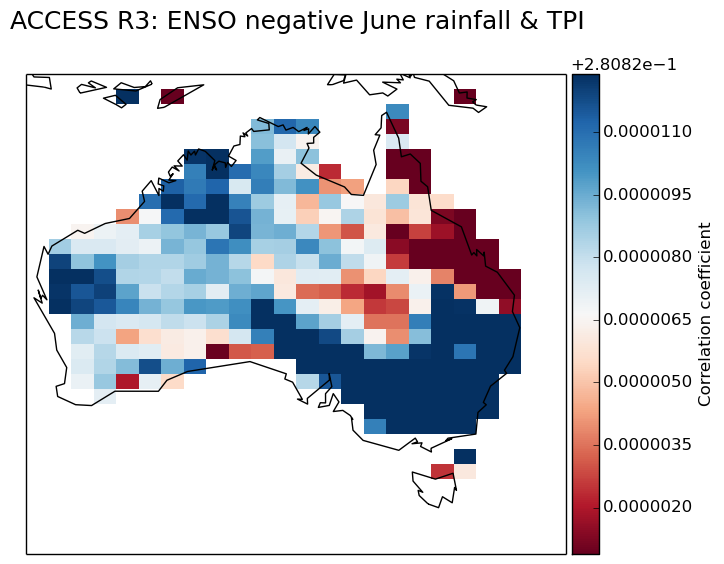 ACCESS R3: ENSO negative June rainfall & TPI
+2.8082e−1
0.0000110
0.0000095
0.0000080
0.0000065
0.0000050
0.0000035
0.0000020
Correlation coefficient